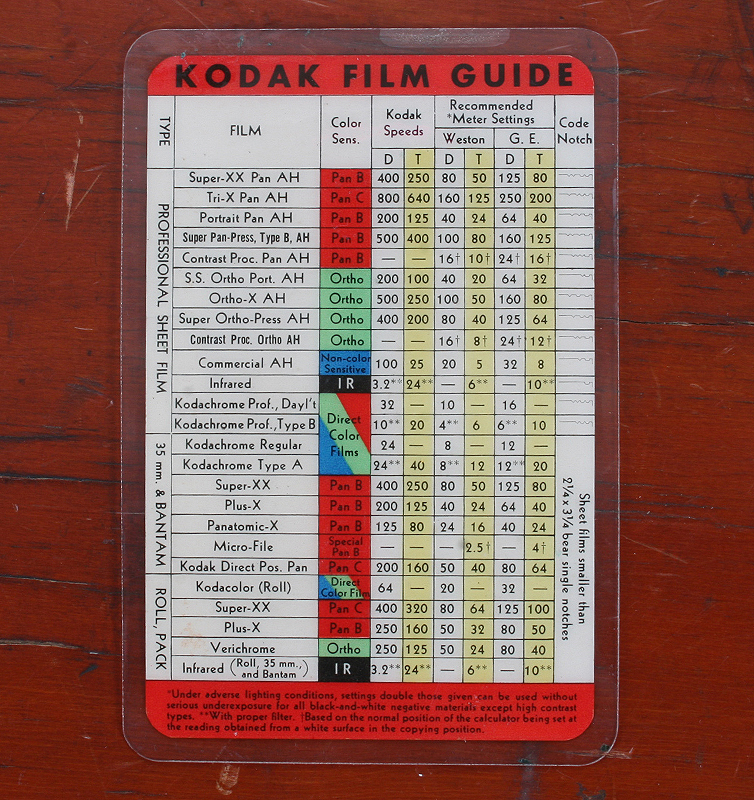 KODAK FILM GUIDE
TYPE FILM Color Sens. Kodak Speeds Recommended *Meter Settings Code Notch
Weston G. E.
D T D T D T
PROFESSIONAL SHEET FILM
Super-XX Pan AH Pan B 400 250 80 50 125 80
Tri-X Pan AH Pan C 800 640 160 125 250 200
Portrait Pan AH Pan B 200 125 40 24 64 40
Super Pan-Press, Type B, AH Pan B 500 400 100 80 160 125
Contrast Proc. Pan AH Pan B — — 16† 10† 24† 16†
S.S. Ortho Port. AH Ortho 200 100 40 20 64 32
Ortho-X AH Ortho 500 250 100 50 160 80
Super Ortho-Press AH Ortho 400 200 80 40 125 64
Contrast Proc. Ortho AH Ortho — — 16† 8† 24† 12†
Commercial AH Non-color Sensitive 100 25 20 5 32 8
Infrared IR 3.2** 24** — 6** — 10**
Kodachrome Prof., Dayl't Direct Color Films 32 — 10 — 16 —
Kodachrome Prof., Type B 10** 20 4** 6 6** 10
35 mm. & BANTAM
Kodachrome Regular 24 — 8 — 12 —
Kodachrome Type A 24** 40 8** 12 12** 20
Super-XX Pan B 400 250 80 50 125 80
Plus-X Pan B 200 125 40 24 64 40
Panatomic-X Pan B 125 80 24 16 40 24
Micro-File Special Pan B — — — 2.5† — 4†
Kodak Direct Pos. Pan Pan C 200 160 50 40 80 64
ROLL, PACK
Kodacolor (Roll) Direct Color Film 64 — 20 — 32 —
Super-XX Pan C 400 320 80 64 125 100
Plus-X Pan B 250 160 50 32 80 50
Verichrome Ortho 250 125 50 24 80 40
Infrared (Roll, 35 mm., and Bantam) IR 3.2** 24** — 6** — 10**
Sheet films smaller than
2¼ x 3¼ bear single notches
*Under adverse lighting conditions, settings double those given can be used without
serious underexposure for all black-and-white negative materials except high contrast
types. **With proper filter. †Based on the normal position of the calculator being set at
the reading obtained from a white surface in the copying position.